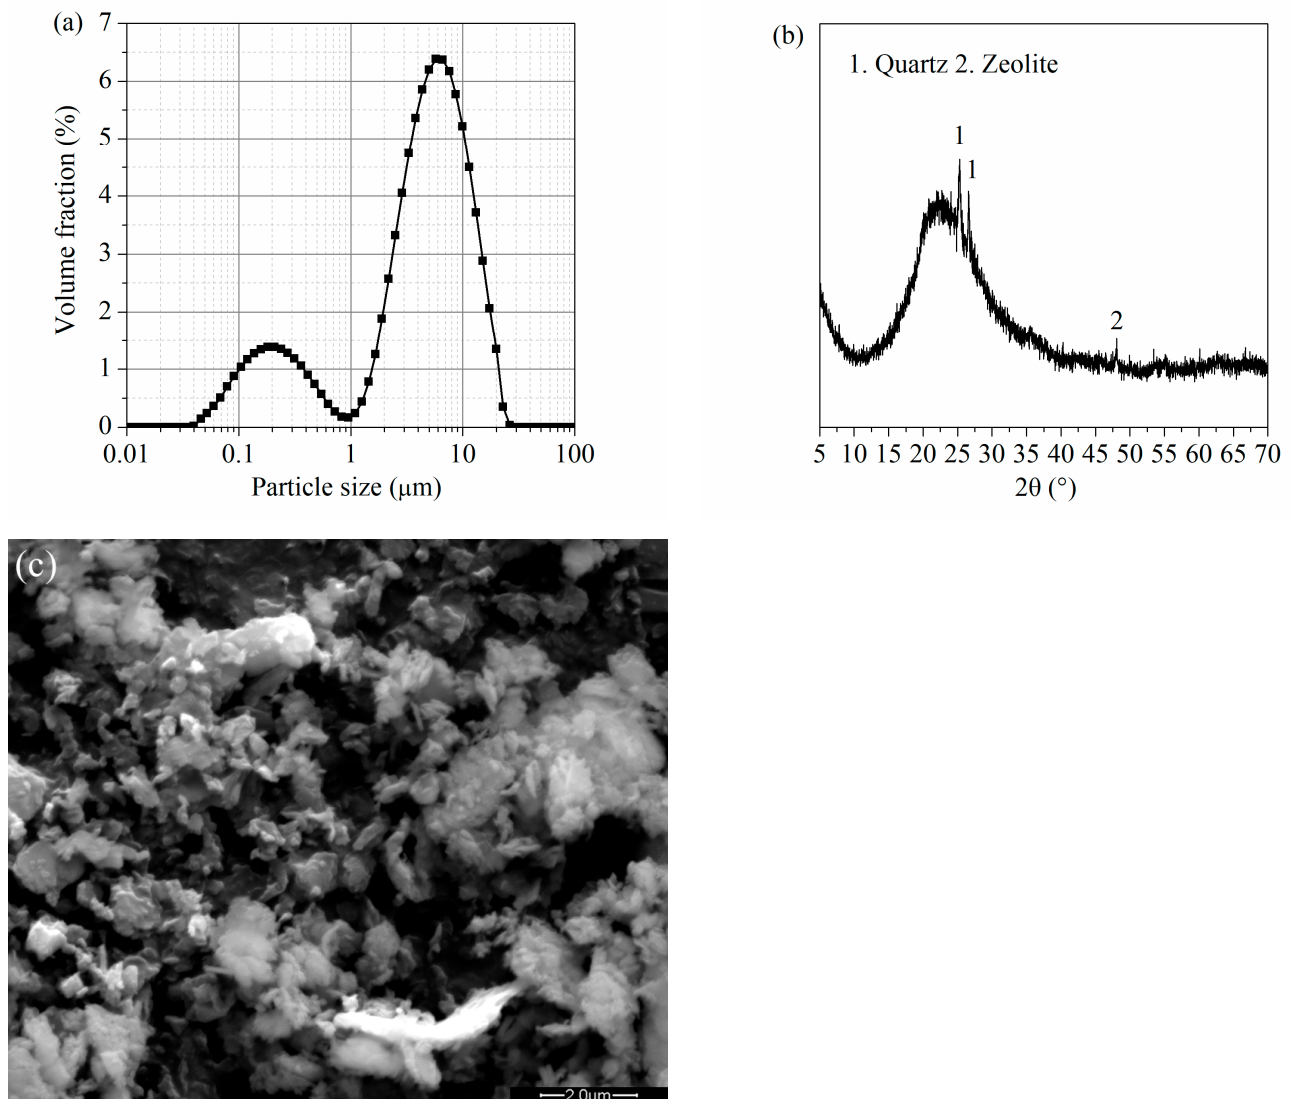 (a)
7
6
5
4
3
2
1
0
Volume fraction (%)
0.01 0.1 1 10 100
Particle size (μm)
(b)
1. Quartz 2. Zeolite
1
1
2
5 10 15 20 25 30 35 40 45 50 55 60 65 70
2θ (°)
(c)
2.0μm